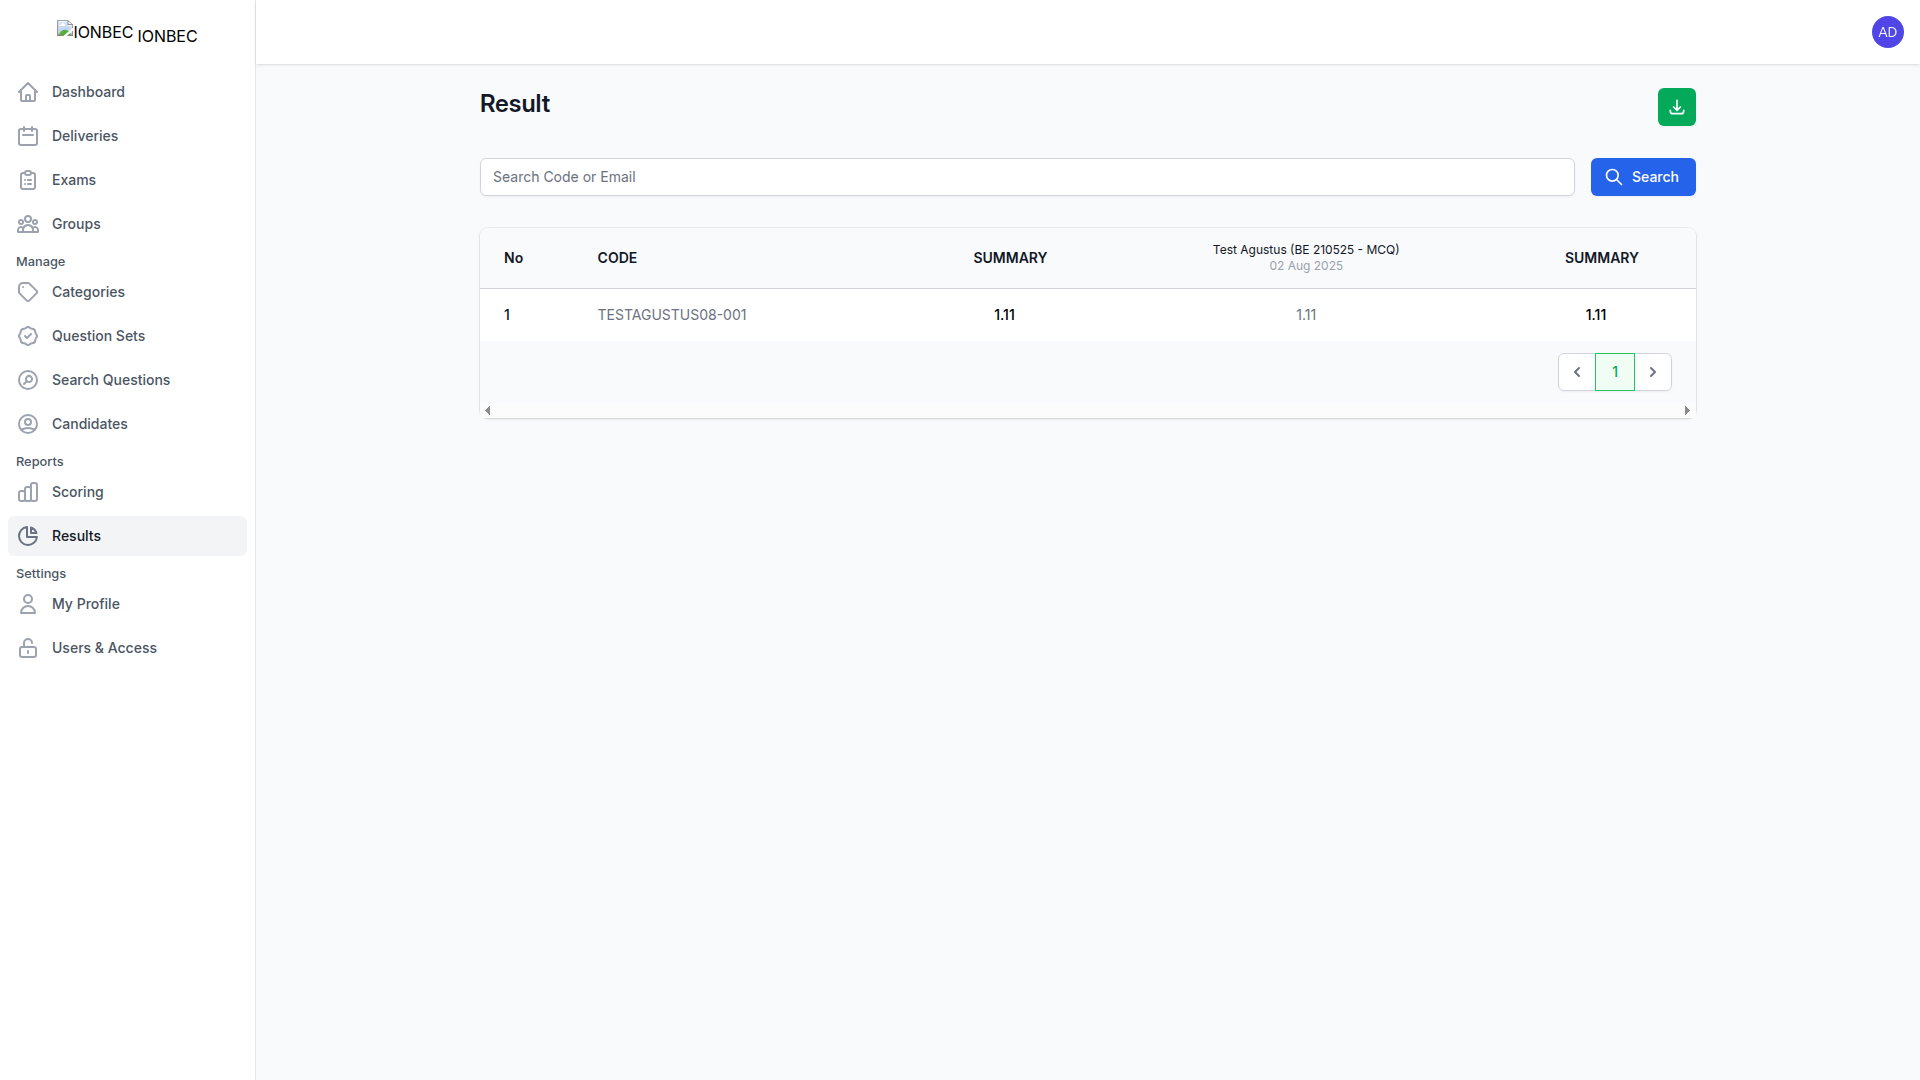 IONBEC IONBEC
AD
Dashboard
Deliveries
Exams
Groups
Manage
Categories
Question Sets
Search Questions
Candidates
Reports
Scoring
Results
Settings
My Profile
Users & Access
Result
Search Code or Email
Search
No CODE SUMMARY Test Agustus (BE 210525 - MCQ) SUMMARY
02 Aug 2025
1 TESTAGUSTUS08-001 1.11 1.11 1.11
1